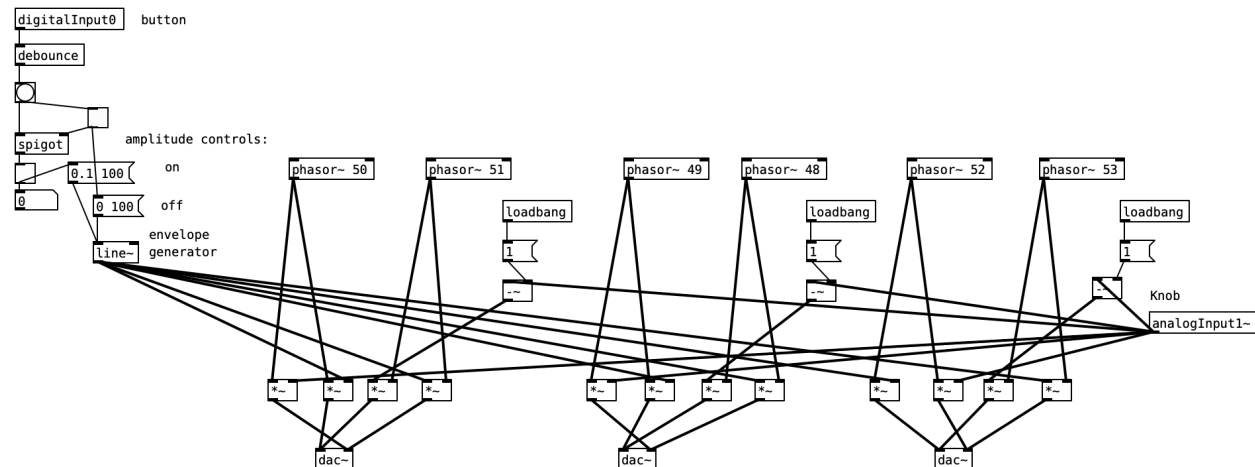 digitalInput0 button
debounce
spigot
amplitude controls:
0.1 100
on
0
0 100
off
envelope
generator
line~
phasor~ 50
phasor~ 51
phasor~ 49
phasor~ 48
phasor~ 52
phasor~ 53
loadbang
loadbang
loadbang
1
1
1
-~
-~
-~
Knob
analogInput1~
*~
*~
*~
*~
*~
*~
*~
*~
*~
*~
*~
*~
dac~
dac~
dac~